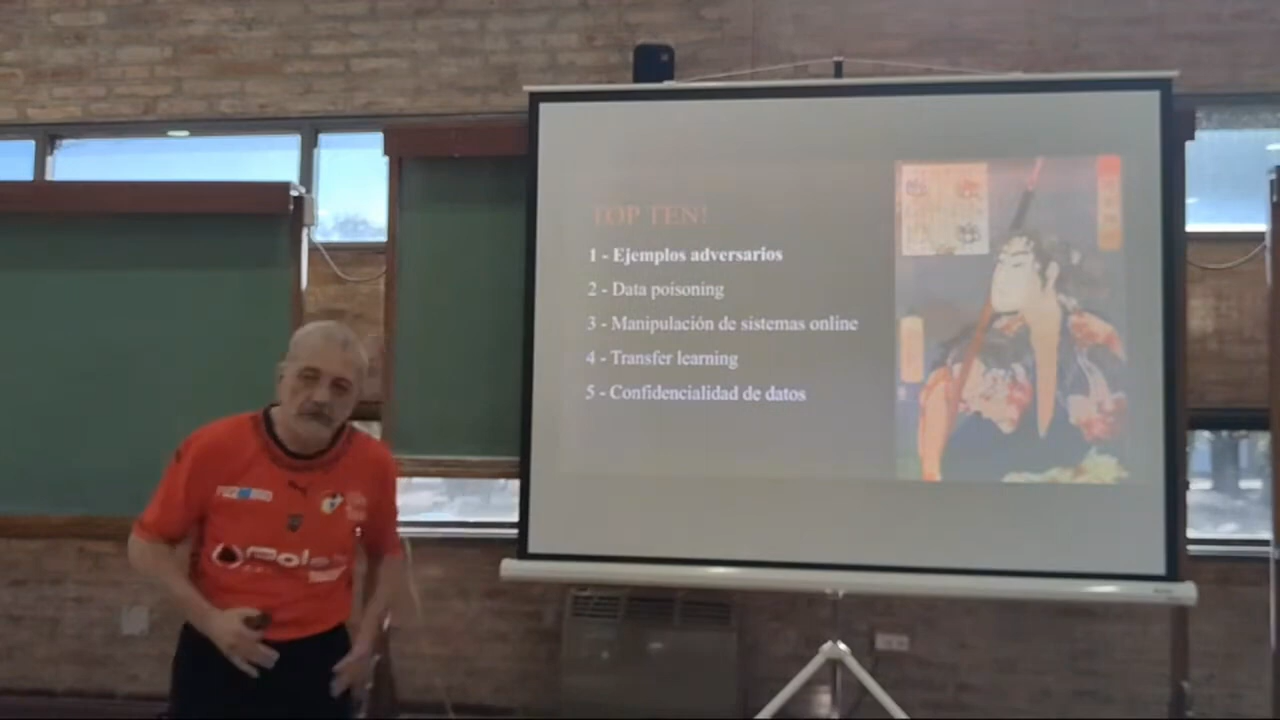 TOP TEN!
1 - Ejemplos adversarios
2 - Data poisoning
3 - Manipulación de sistemas online
4 - Transfer learning
5 - Confidencialidad de datos